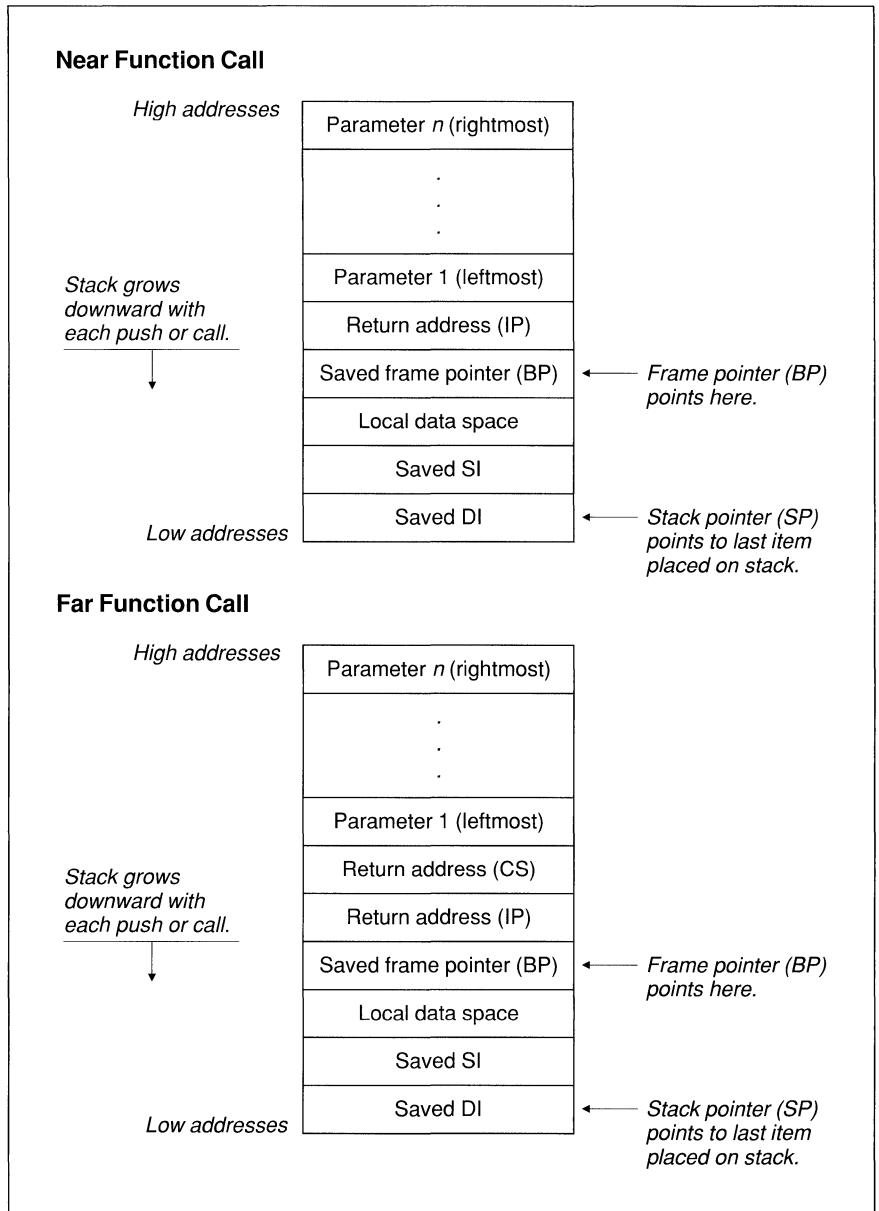 Near Function Call
High addresses
Parameter n (rightmost)
.
.
.
Parameter 1 (leftmost)
Stack grows
downward with
each push or call.
Return address (IP)
Saved frame pointer (BP)
Frame pointer (BP)
points here.
Local data space
Saved SI
Saved DI
Low addresses
Stack pointer (SP)
points to last item
placed on stack.
Far Function Call
High addresses
Parameter n (rightmost)
.
.
.
Parameter 1 (leftmost)
Return address (CS)
Stack grows
downward with
each push or call.
Return address (IP)
Saved frame pointer (BP)
Frame pointer (BP)
points here.
Local data space
Saved SI
Saved DI
Low addresses
Stack pointer (SP)
points to last item
placed on stack.